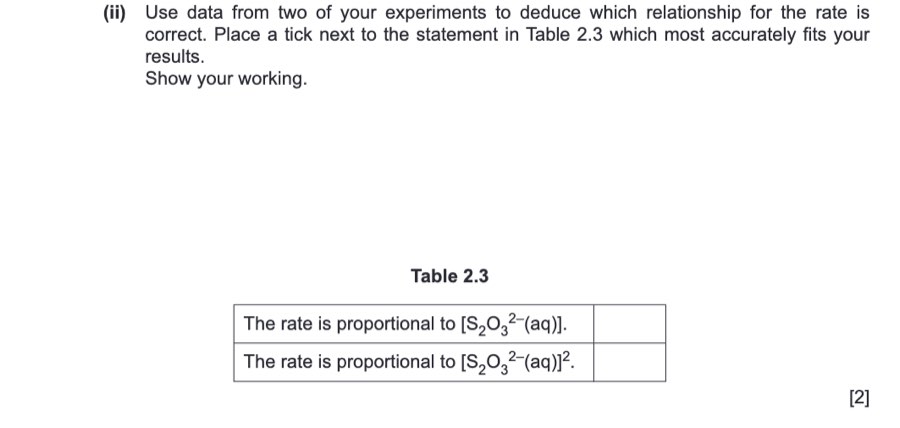 (ii) Use data from two of your experiments to deduce which relationship for the rate is
correct. Place a tick next to the statement in Table 2.3 which most accurately fits your
results.
Show your working.
Table 2.3
The rate is proportional to [S₂O₃²⁻(aq)].
The rate is proportional to [S₂O₃²⁻(aq)]².
[2]